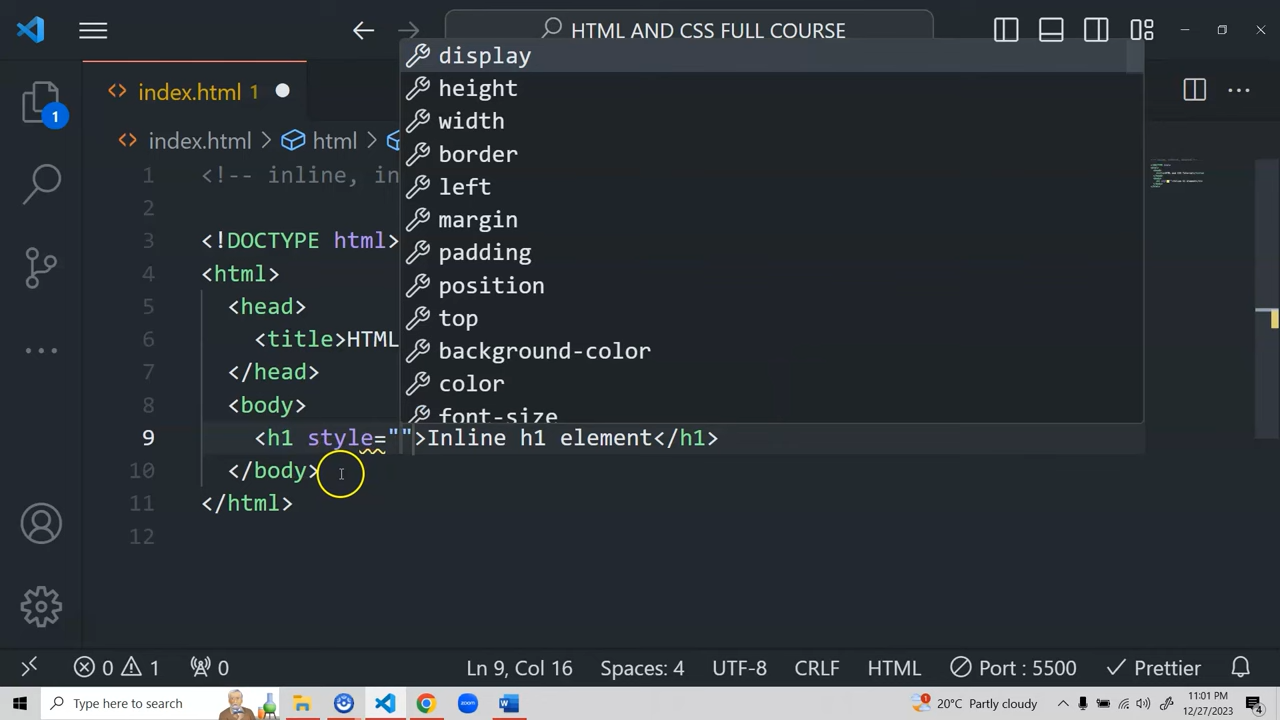 HTML AND CSS FULL COURSE
index.html 1
index.html > html >
display
height
width
border
left
margin
padding
position
top
background-color
color
font-size
1 <!-- inline, in
2
3 <!DOCTYPE html>
4 <html>
5 <head>
6 <title>HTML
7 </head>
8 <body>
9 <h1 style="">Inline h1 element</h1>
10 </body>
11 </html>
12
1
0 1 0 Ln 9, Col 16 Spaces: 4 UTF-8 CRLF HTML Port : 5500 Prettier
Type here to search zoom W 1 20°C Partly cloudy 11:01 PM 4
12/27/2023